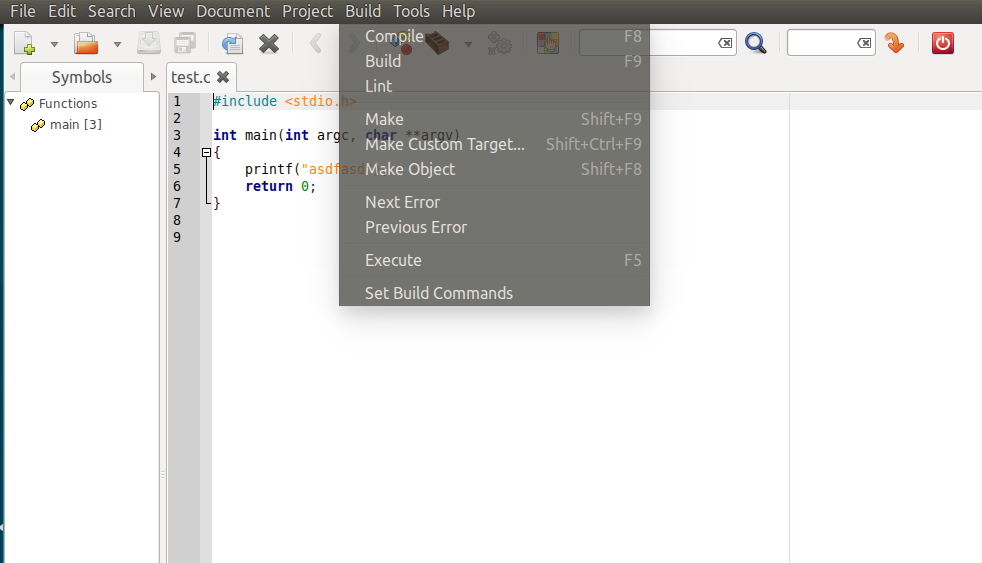 File Edit Search View Document Project Build Tools Help
Compile F8
Build F9
Lint
Make Shift+F9
Make Custom Target... Shift+Ctrl+F9
Make Object Shift+F8
Next Error
Previous Error
Execute F5
Set Build Commands
Symbols
Functions
main [3]
test.c
1 #include <stdio.h>
2
3 int main(int argc, char **argv)
4 {
5 printf("asdfasd
6 return 0;
7 }
8
9